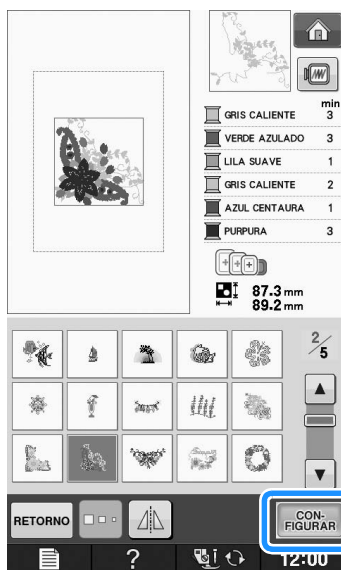 min
GRIS CALIENTE 3
VERDE AZULADO 3
LILA SUAVE 1
GRIS CALIENTE 2
AZUL CENTAURA 1
PURPURA 3
87.3 mm
89.2 mm
2/5
RETORNO
CON-
FIGURAR
? 12:00